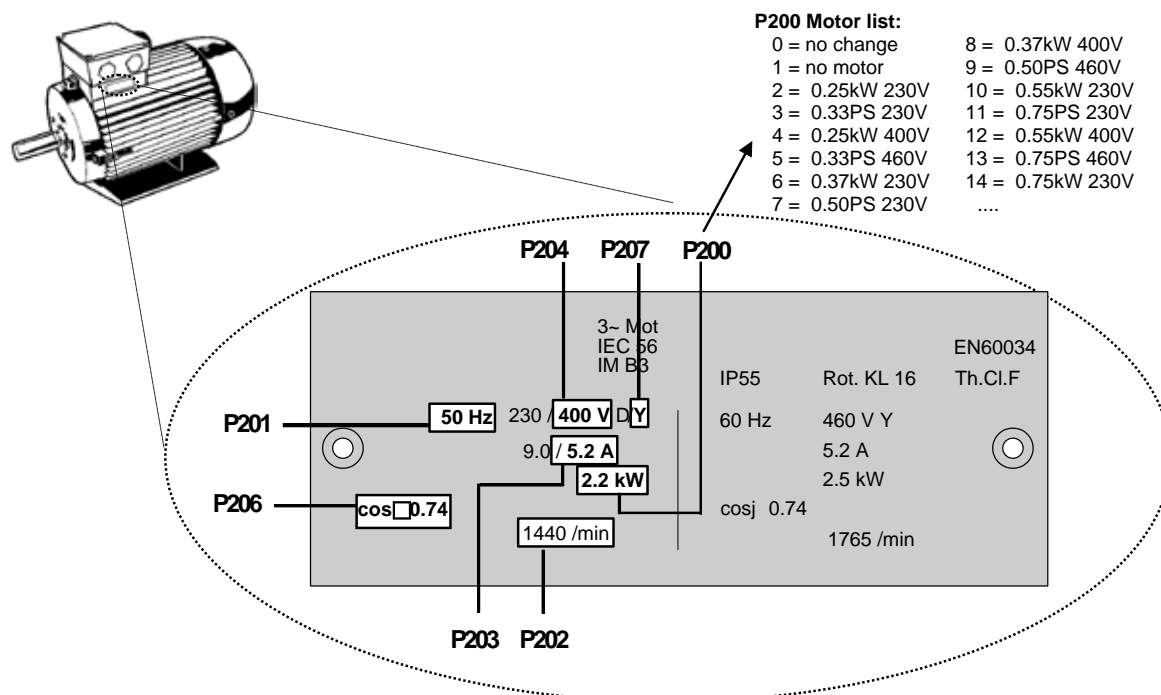 P200 Motor list:
0 = no change
1 = no motor
2 = 0.25kW 230V
3 = 0.33PS 230V
4 = 0.25kW 400V
5 = 0.33PS 460V
6 = 0.37kW 230V
7 = 0.50PS 230V
8 = 0.37kW 400V
9 = 0.50PS 460V
10 = 0.55kW 230V
11 = 0.75PS 230V
12 = 0.55kW 400V
13 = 0.75PS 460V
14 = 0.75kW 230V
....
P204 P207 P200
3~ Mot
IEC 56
IM B3
EN60034
IP55 Rot. KL 16 Th.Cl.F
P201
50 Hz 230 / 400 V D/Y
60 Hz 460 V Y
9.0 / 5.2 A
5.2 A
2.2 kW
2.5 kW
P206
cos□0.74
cosj 0.74
1440 /min
1765 /min
P203 P202